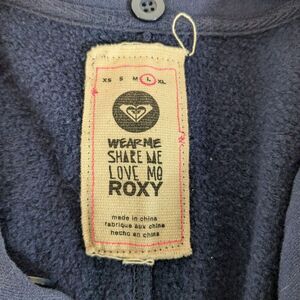 XS S M L XL
WEAR ME
SHARE ME
LOVE ME
ROXY
made in china
fabriqué aux chine
hecho en china